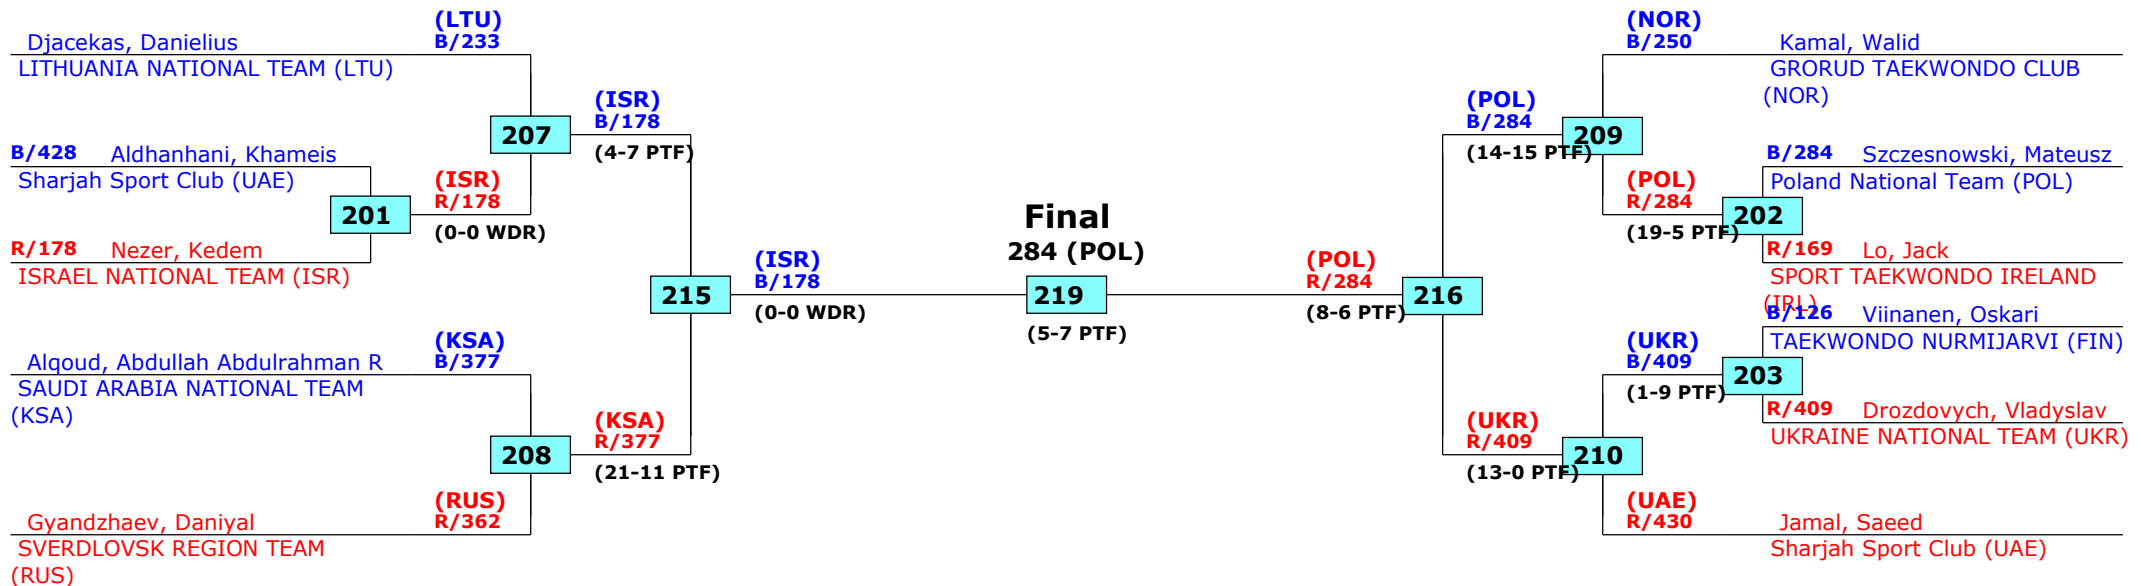 (LTU)
B/233
Djacekas, Danielius
LITHUANIA NATIONAL TEAM (LTU)
207
(ISR)
B/178
(4-7 PTF)
B/428 Aldhanhani, Khameis
Sharjah Sport Club (UAE)
201
(ISR)
R/178
(0-0 WDR)
R/178 Nezer, Kedem
ISRAEL NATIONAL TEAM (ISR)
215
(ISR)
B/178
(0-0 WDR)
(KSA)
B/377
Alqoud, Abdullah Abdulrahman R
SAUDI ARABIA NATIONAL TEAM
(KSA)
208
(KSA)
R/377
(21-11 PTF)
(RUS)
R/362
Gyandzhaev, Daniyal
SVERDLOVSK REGION TEAM
(RUS)
Final
284 (POL)
219
(5-7 PTF)
(NOR)
B/250
Kamal, Walid
GRORUD TAEKWONDO CLUB
(NOR)
(POL)
B/284
(14-15 PTF)
209
B/284 Szczesnowski, Mateusz
Poland National Team (POL)
(POL)
R/284
(19-5 PTF)
202
R/169 Lo, Jack
SPORT TAEKWONDO IRELAND
(IRL)
(POL)
R/284
(8-6 PTF)
216
B/126 Viinanen, Oskari
TAEKWONDO NURMIJARVI (FIN)
(UKR)
B/409
(1-9 PTF)
203
R/409 Drozdovych, Vladyslav
UKRAINE NATIONAL TEAM (UKR)
(UKR)
R/409
(13-0 PTF)
210
(UAE)
R/430
Jamal, Saeed
Sharjah Sport Club (UAE)